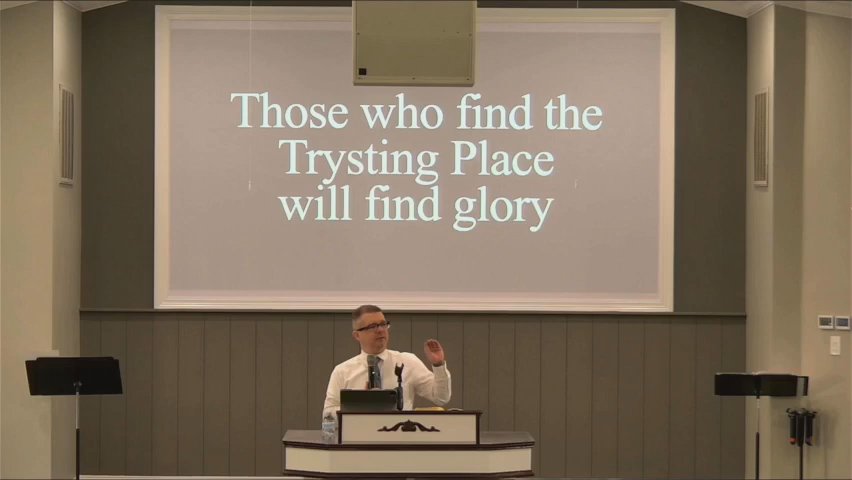 Those who find the
Trysting Place
will find glory